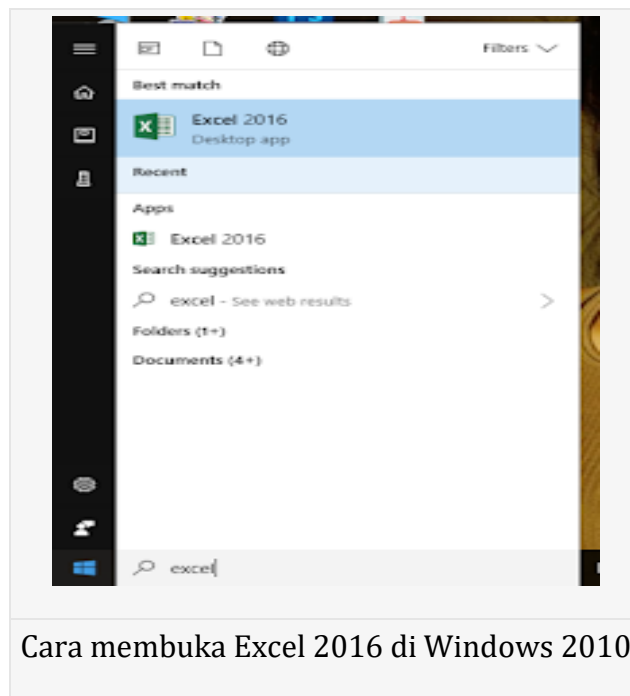 Filters
Best match
Excel 2016
Desktop app
Recent
Apps
Excel 2016
Search suggestions
excel - See web results
Folders (1+)
Documents (4+)
excel
Cara membuka Excel 2016 di Windows 2010